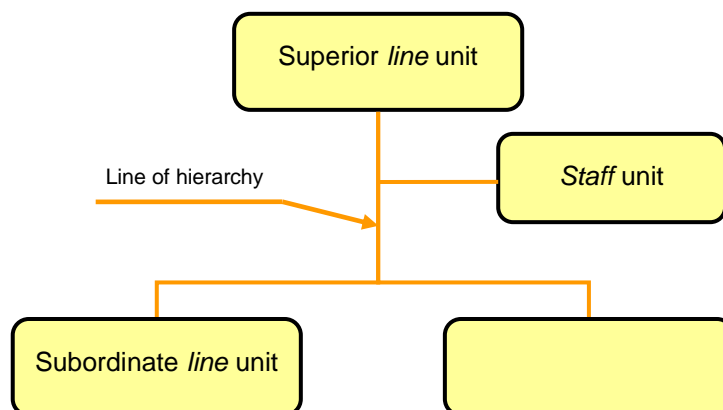 Superior line unit
Line of hierarchy
Staff unit
Subordinate line unit